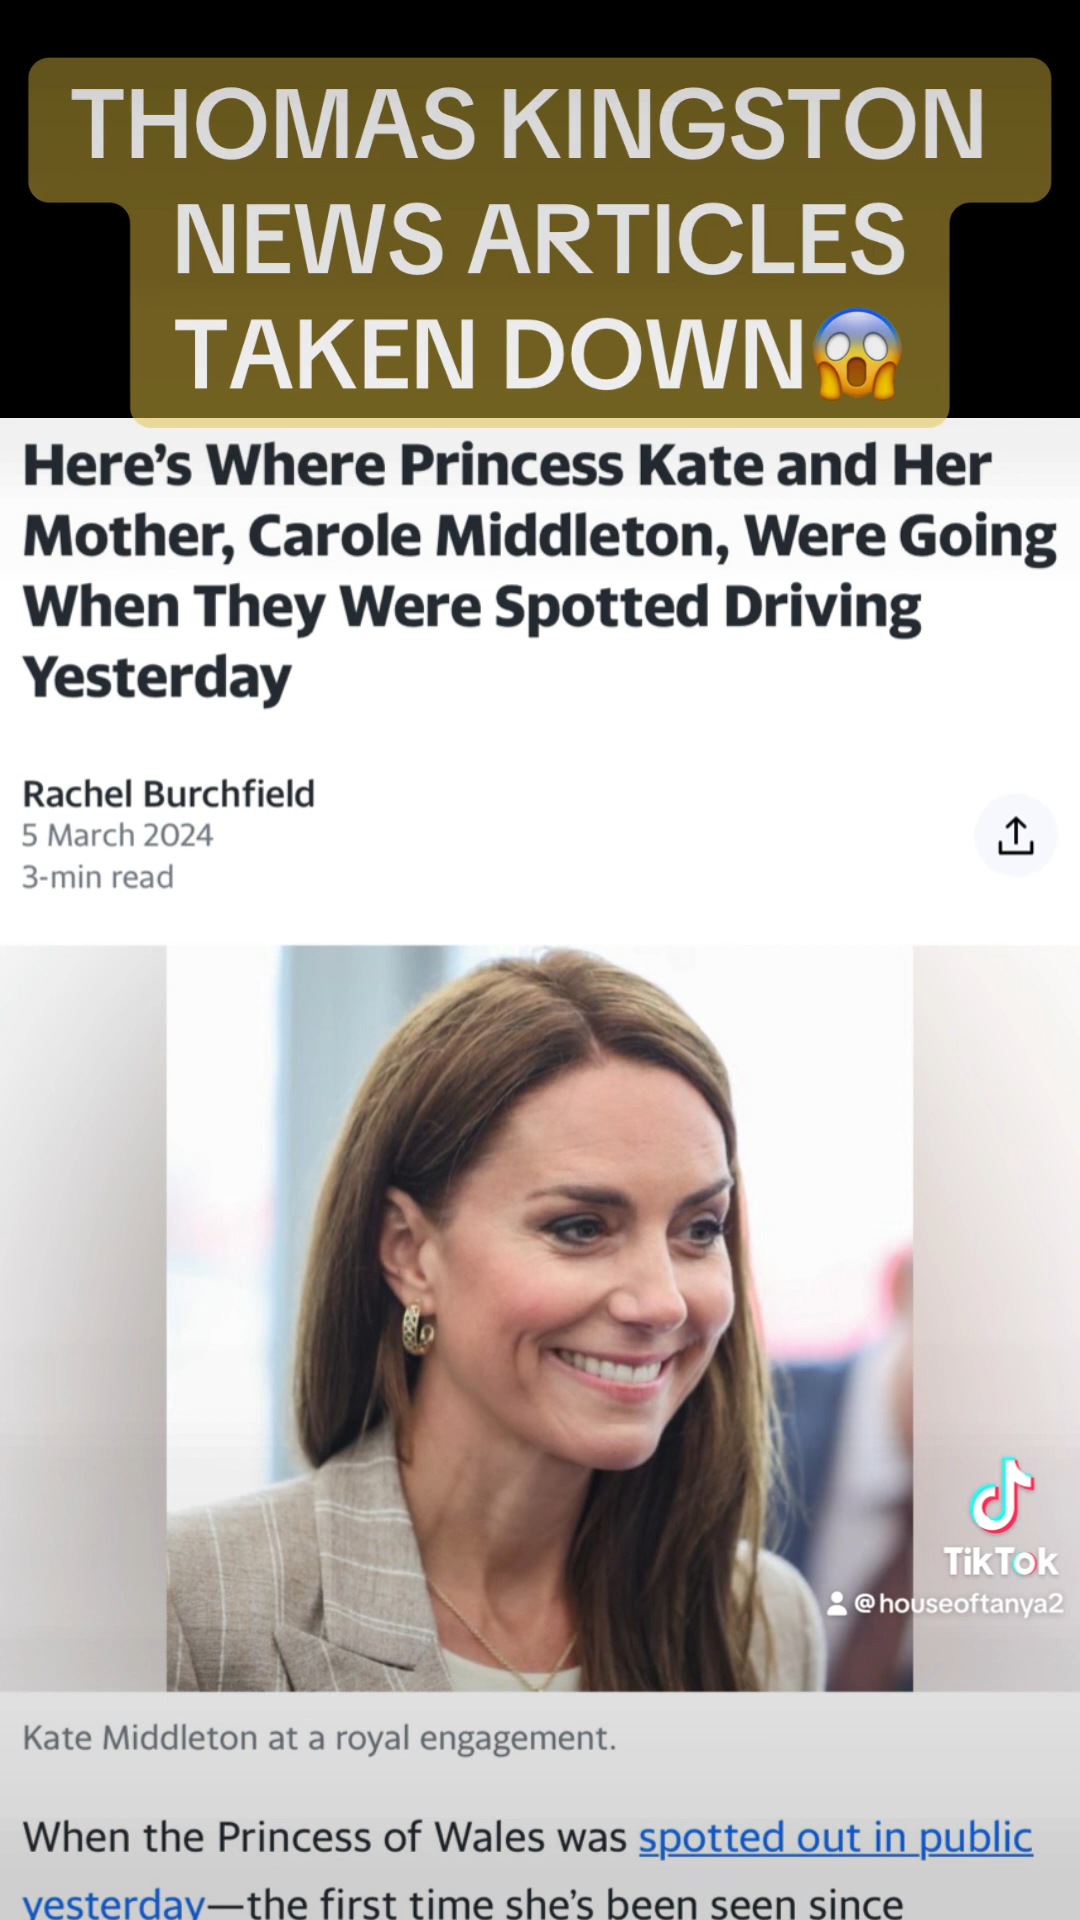 THOMAS KINGSTON
NEWS ARTICLES
TAKEN DOWN😱
Here’s Where Princess Kate and Her
Mother, Carole Middleton, Were Going
When They Were Spotted Driving
Yesterday
Rachel Burchfield
5 March 2024
3-min read
TikTok
@houseoftanya2
Kate Middleton at a royal engagement.
When the Princess of Wales was spotted out in public
yesterday—the first time she’s been seen since